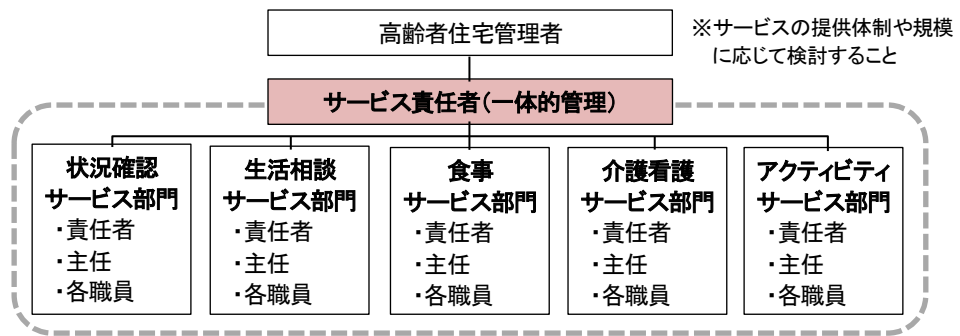 高齢者住宅管理者
※サービスの提供体制や規模
に応じて検討すること
サービス責任者(一体的管理)
状況確認
サービス部門
・責任者
・主任
・各職員
生活相談
サービス部門
・責任者
・主任
・各職員
食事
サービス部門
・責任者
・主任
・各職員
介護看護
サービス部門
・責任者
・主任
・各職員
アクティビティ
サービス部門
・責任者
・主任
・各職員